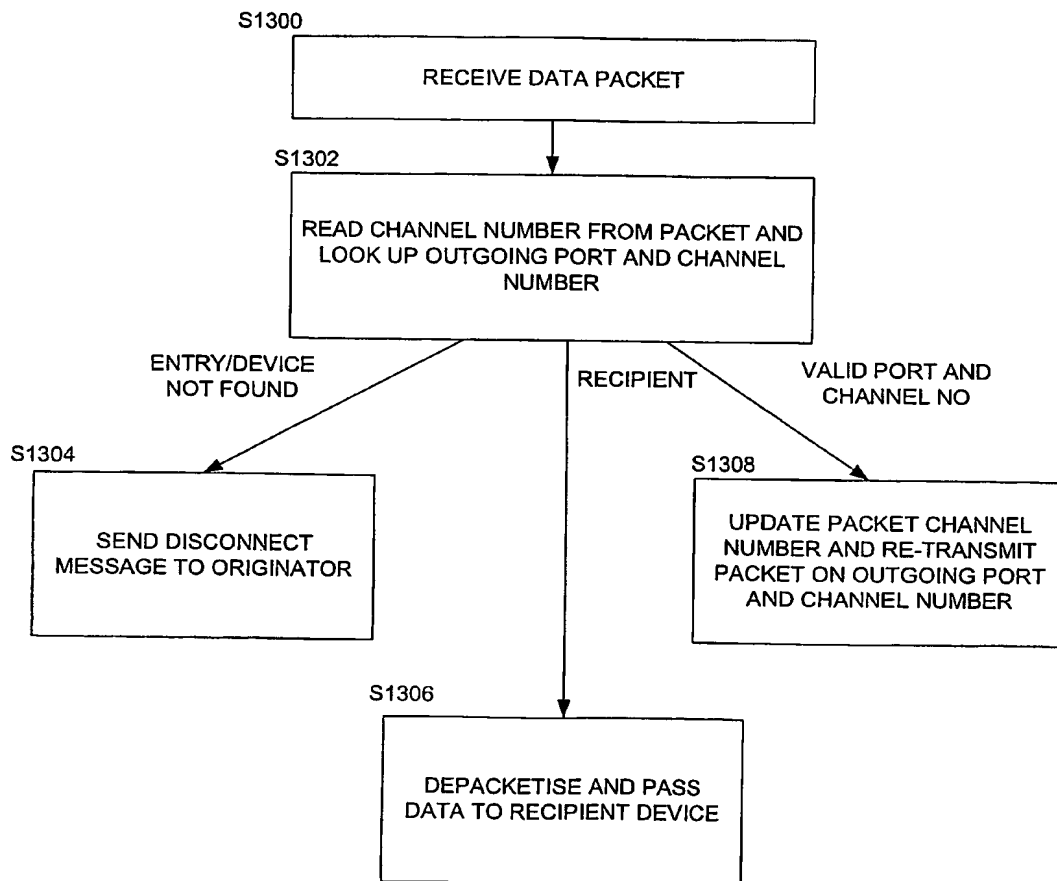 S1300
RECEIVE DATA PACKET
S1302
READ CHANNEL NUMBER FROM PACKET AND
LOOK UP OUTGOING PORT AND CHANNEL
NUMBER
ENTRY/DEVICE
NOT FOUND
RECIPIENT
VALID PORT AND
CHANNEL NO
S1304
SEND DISCONNECT
MESSAGE TO ORIGINATOR
S1308
UPDATE PACKET CHANNEL
NUMBER AND RE-TRANSMIT
PACKET ON OUTGOING PORT
AND CHANNEL NUMBER
S1306
DEPACKETISE AND PASS
DATA TO RECIPIENT DEVICE